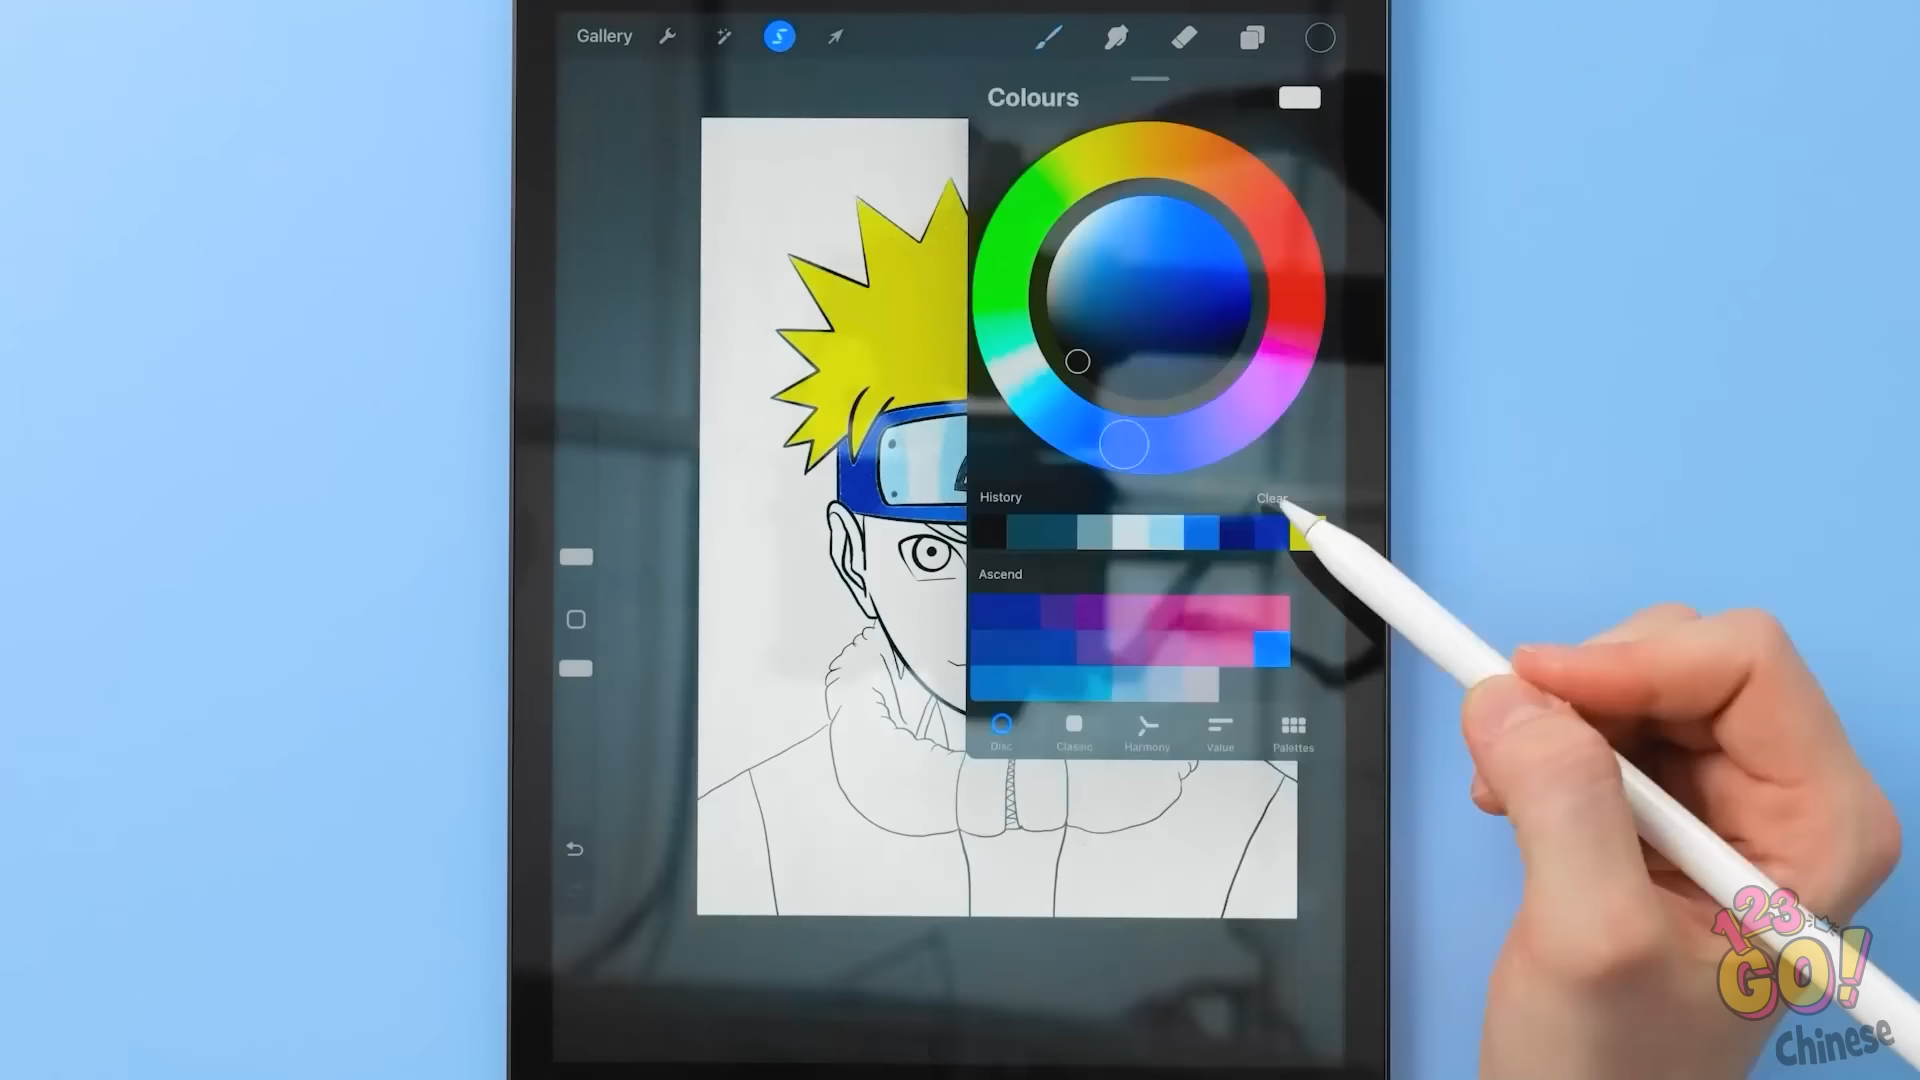 Gallery
Colours
History
Clear
Ascend
Disc
Classic
Harmony
Value
Palettes
123
GO!
Chinese